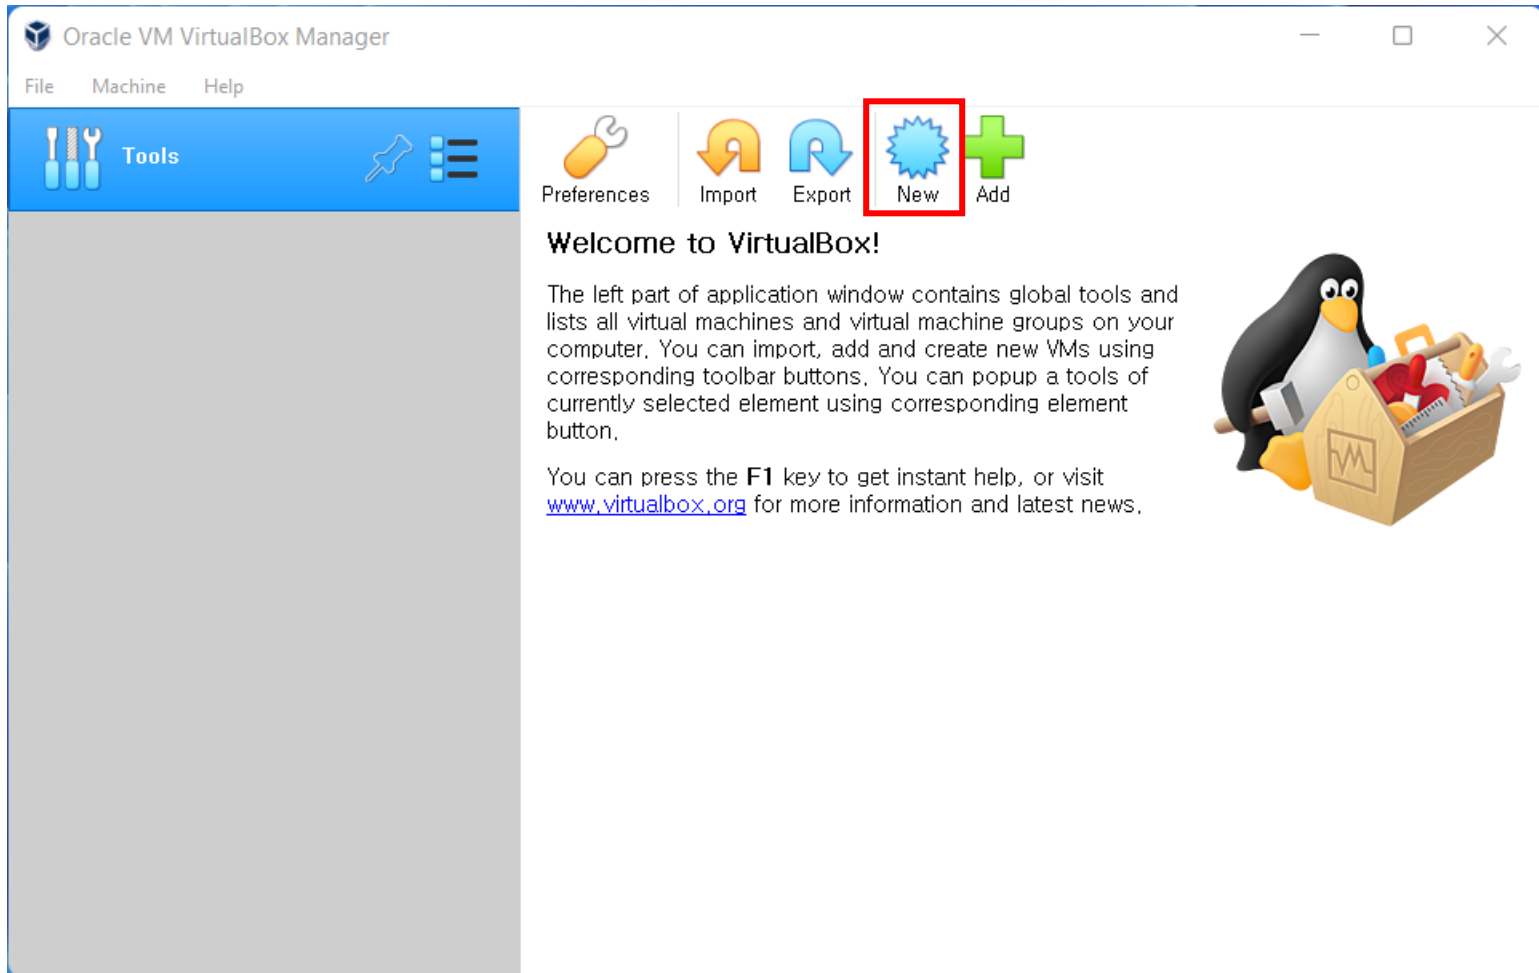 Oracle VM VirtualBox Manager
File Machine Help
Tools
Preferences Import Export New Add
Welcome to VirtualBox!
The left part of application window contains global tools and
lists all virtual machines and virtual machine groups on your
computer. You can import, add and create new VMs using
corresponding toolbar buttons. You can popup a tools of
currently selected element using corresponding element
button.
You can press the F1 key to get instant help, or visit
www.virtualbox.org for more information and latest news.